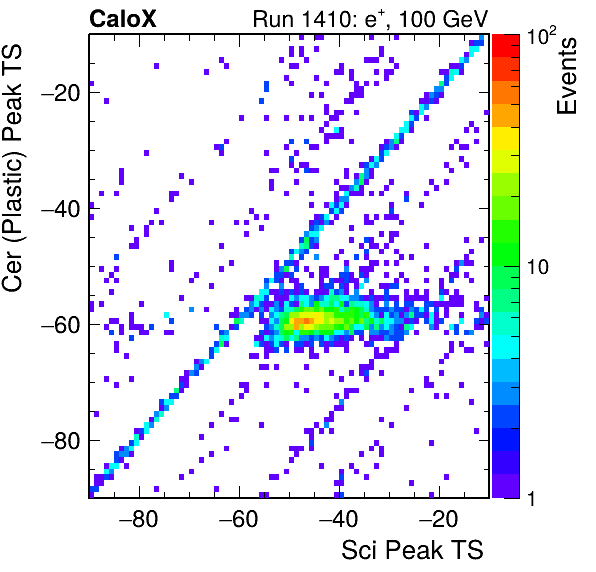 CaloX Run 1410: e⁺, 100 GeV
Cer (Plastic) Peak TS
−20
−40
−60
−80
−80 −60 −40 −20
Sci Peak TS
10²
10
1
Events